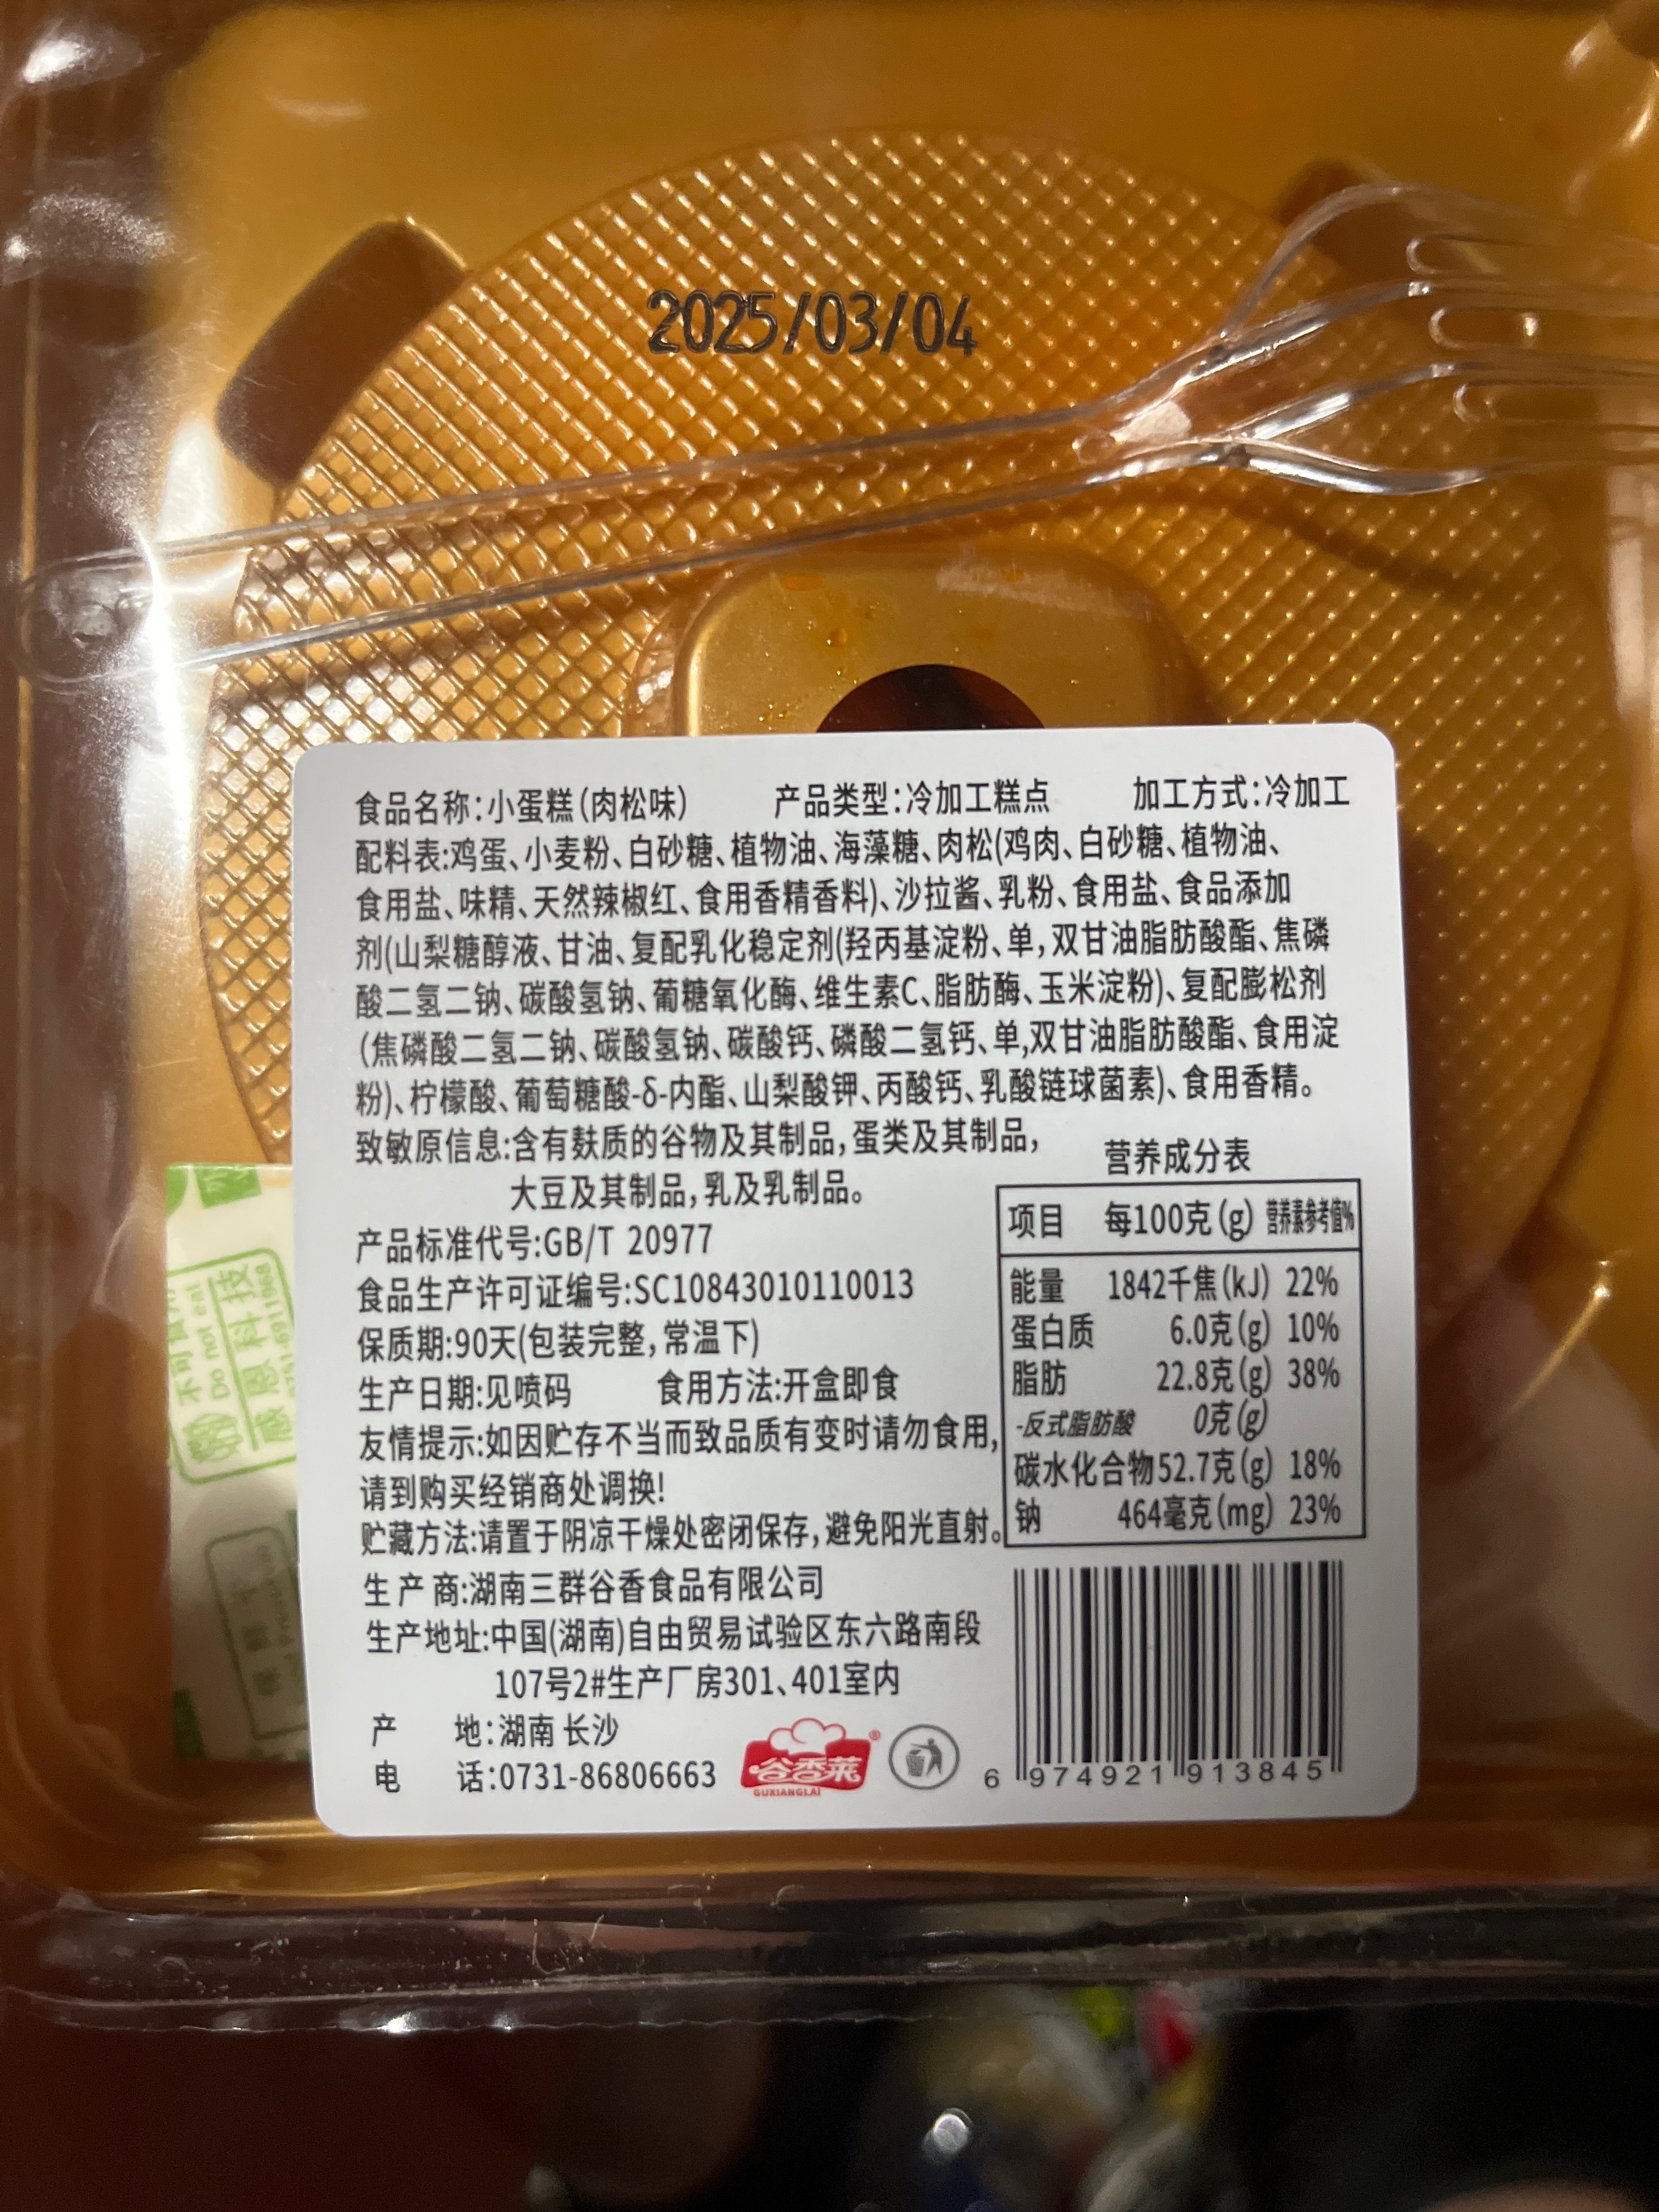 2025/03/04
食品名称:小蛋糕(肉松味) 产品类型:冷加工糕点 加工方式:冷加工
配料表:鸡蛋、小麦粉、白砂糖、植物油、海藻糖、肉松(鸡肉、白砂糖、植物油、
食用盐、味精、天然辣椒红、食用香精香料)、沙拉酱、乳粉、食用盐、食品添加
剂(山梨糖醇液、甘油、复配乳化稳定剂(羟丙基淀粉、单,双甘油脂肪酸酯、焦磷
酸二氢二钠、碳酸氢钠、葡糖氧化酶、维生素C、脂肪酶、玉米淀粉)、复配膨松剂
(焦磷酸二氢二钠、碳酸氢钠、碳酸钙、磷酸二氢钙、单,双甘油脂肪酸酯、食用淀
粉)、柠檬酸、葡萄糖酸-δ-内酯、山梨酸钾、丙酸钙、乳酸链球菌素)、食用香精。
致敏原信息:含有麸质的谷物及其制品,蛋类及其制品,
大豆及其制品,乳及乳制品。
产品标准代号:GB/T 20977
食品生产许可证编号:SC10843010110013
保质期:90天(包装完整,常温下)
生产日期:见喷码 食用方法:开盒即食
友情提示:如因贮存不当而致品质有变时请勿食用,
请到购买经销商处调换!
贮藏方法:请置于阴凉干燥处密闭保存,避免阳光直射。
生产商:湖南三群谷香食品有限公司
生产地址:中国(湖南)自由贸易试验区东六路南段
107号2#生产厂房301、401室内
产 地:湖南 长沙
电 话:0731-86806663
谷香莱®
GUXIANGLAI
营养成分表
项目 每100克(g) 营养素参考值%
能量 1842千焦(kJ) 22%
蛋白质 6.0克(g) 10%
脂肪 22.8克(g) 38%
-反式脂肪酸 0克(g)
碳水化合物 52.7克(g) 18%
钠 464毫克(mg) 23%
6 974921 913845
不可食用
Do not eat
感恩科技
0731-6911968